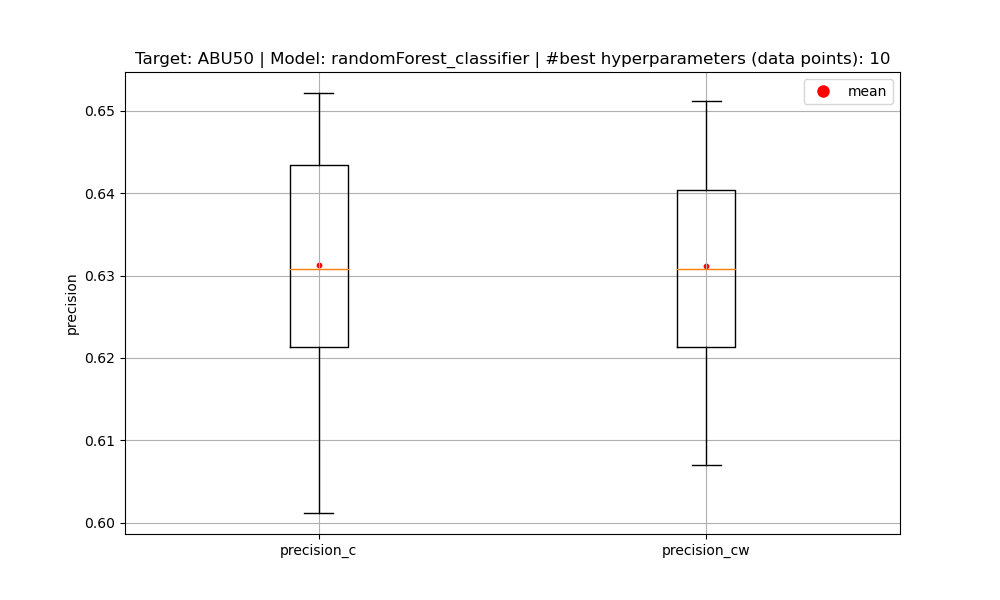 Target: ABU50 | Model: randomForest_classifier | #best hyperparameters (data points): 10
mean
0.65
0.64
0.63
0.62
0.61
0.60
precision
precision_c
precision_cw